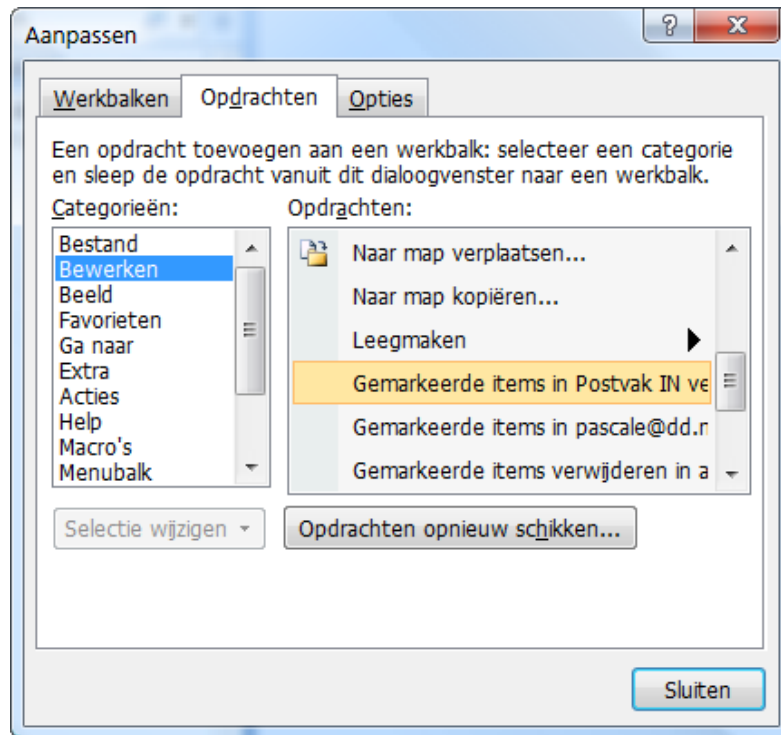 Aanpassen
Werkbalken
Opdrachten
Opties
Een opdracht toevoegen aan een werkbalk: selecteer een categorie
en sleep de opdracht vanuit dit dialoogvenster naar een werkbalk.
Categorieën:
Opdrachten:
Bestand
Bewerken
Beeld
Favorieten
Ga naar
Extra
Acties
Help
Macro's
Menubalk
Naar map verplaatsen...
Naar map kopiëren...
Leegmaken
Gemarkeerde items in Postvak IN ve
Gemarkeerde items in
Gemarkeerde items verwijderen in a
Selectie wijzigen
Opdrachten opnieuw schikken...
Sluiten